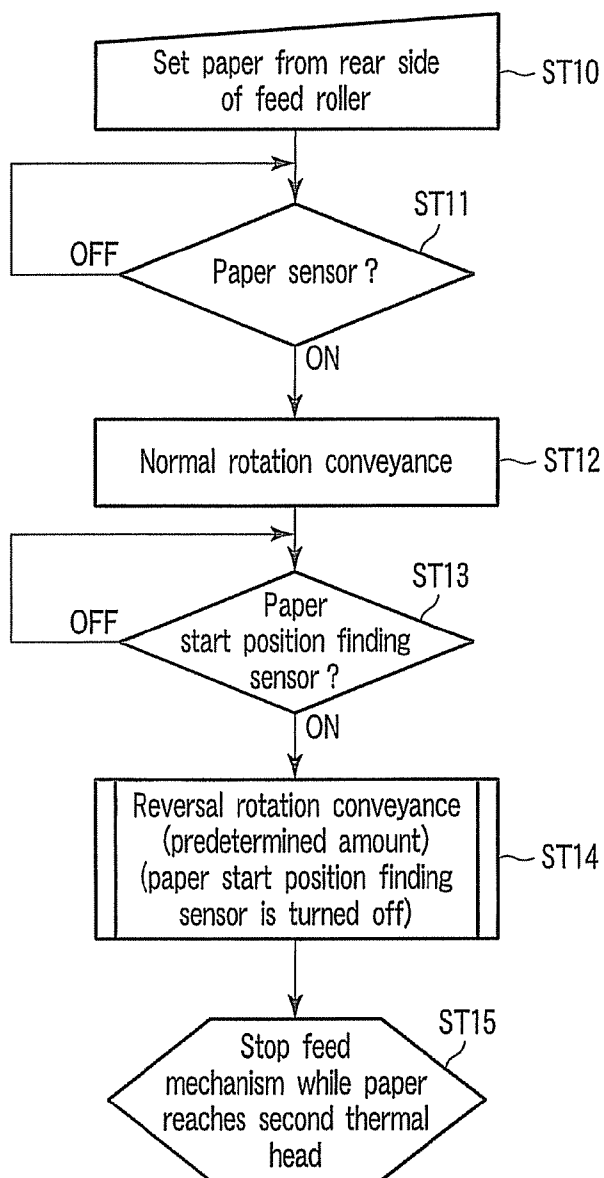 Set paper from rear side
of feed roller
ST10
ST11
OFF
Paper sensor ?
ON
Normal rotation conveyance
ST12
ST13
OFF
Paper
start position finding
sensor ?
ON
Reversal rotation conveyance
(predetermined amount)
(paper start position finding
sensor is turned off)
ST14
ST15
Stop feed
mechanism while paper
reaches second thermal
head